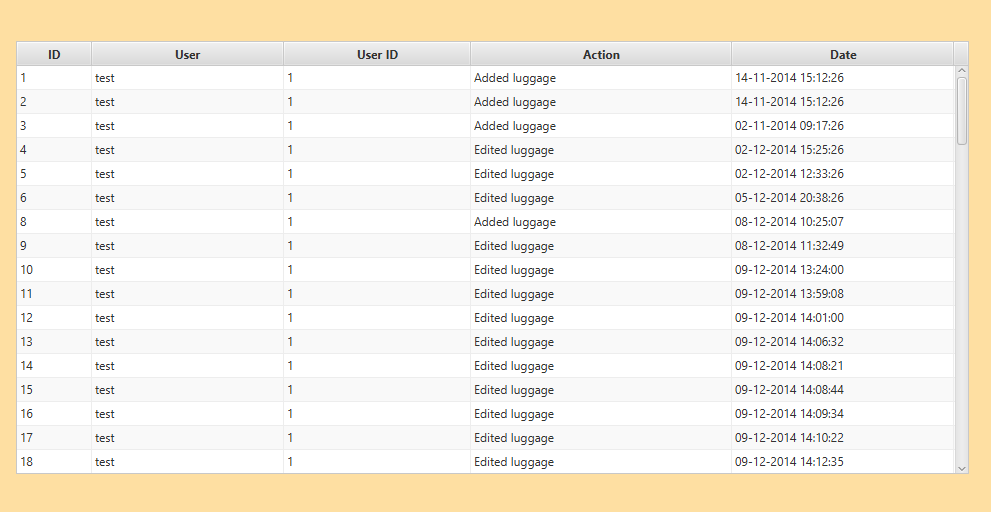 ID User User ID Action Date
1 test 1 Added luggage 14-11-2014 15:12:26
2 test 1 Added luggage 14-11-2014 15:12:26
3 test 1 Added luggage 02-11-2014 09:17:26
4 test 1 Edited luggage 02-12-2014 15:25:26
5 test 1 Edited luggage 02-12-2014 12:33:26
6 test 1 Edited luggage 05-12-2014 20:38:26
8 test 1 Added luggage 08-12-2014 10:25:07
9 test 1 Edited luggage 08-12-2014 11:32:49
10 test 1 Edited luggage 09-12-2014 13:24:00
11 test 1 Edited luggage 09-12-2014 13:59:08
12 test 1 Edited luggage 09-12-2014 14:01:00
13 test 1 Edited luggage 09-12-2014 14:06:32
14 test 1 Edited luggage 09-12-2014 14:08:21
15 test 1 Edited luggage 09-12-2014 14:08:44
16 test 1 Edited luggage 09-12-2014 14:09:34
17 test 1 Edited luggage 09-12-2014 14:10:22
18 test 1 Edited luggage 09-12-2014 14:12:35